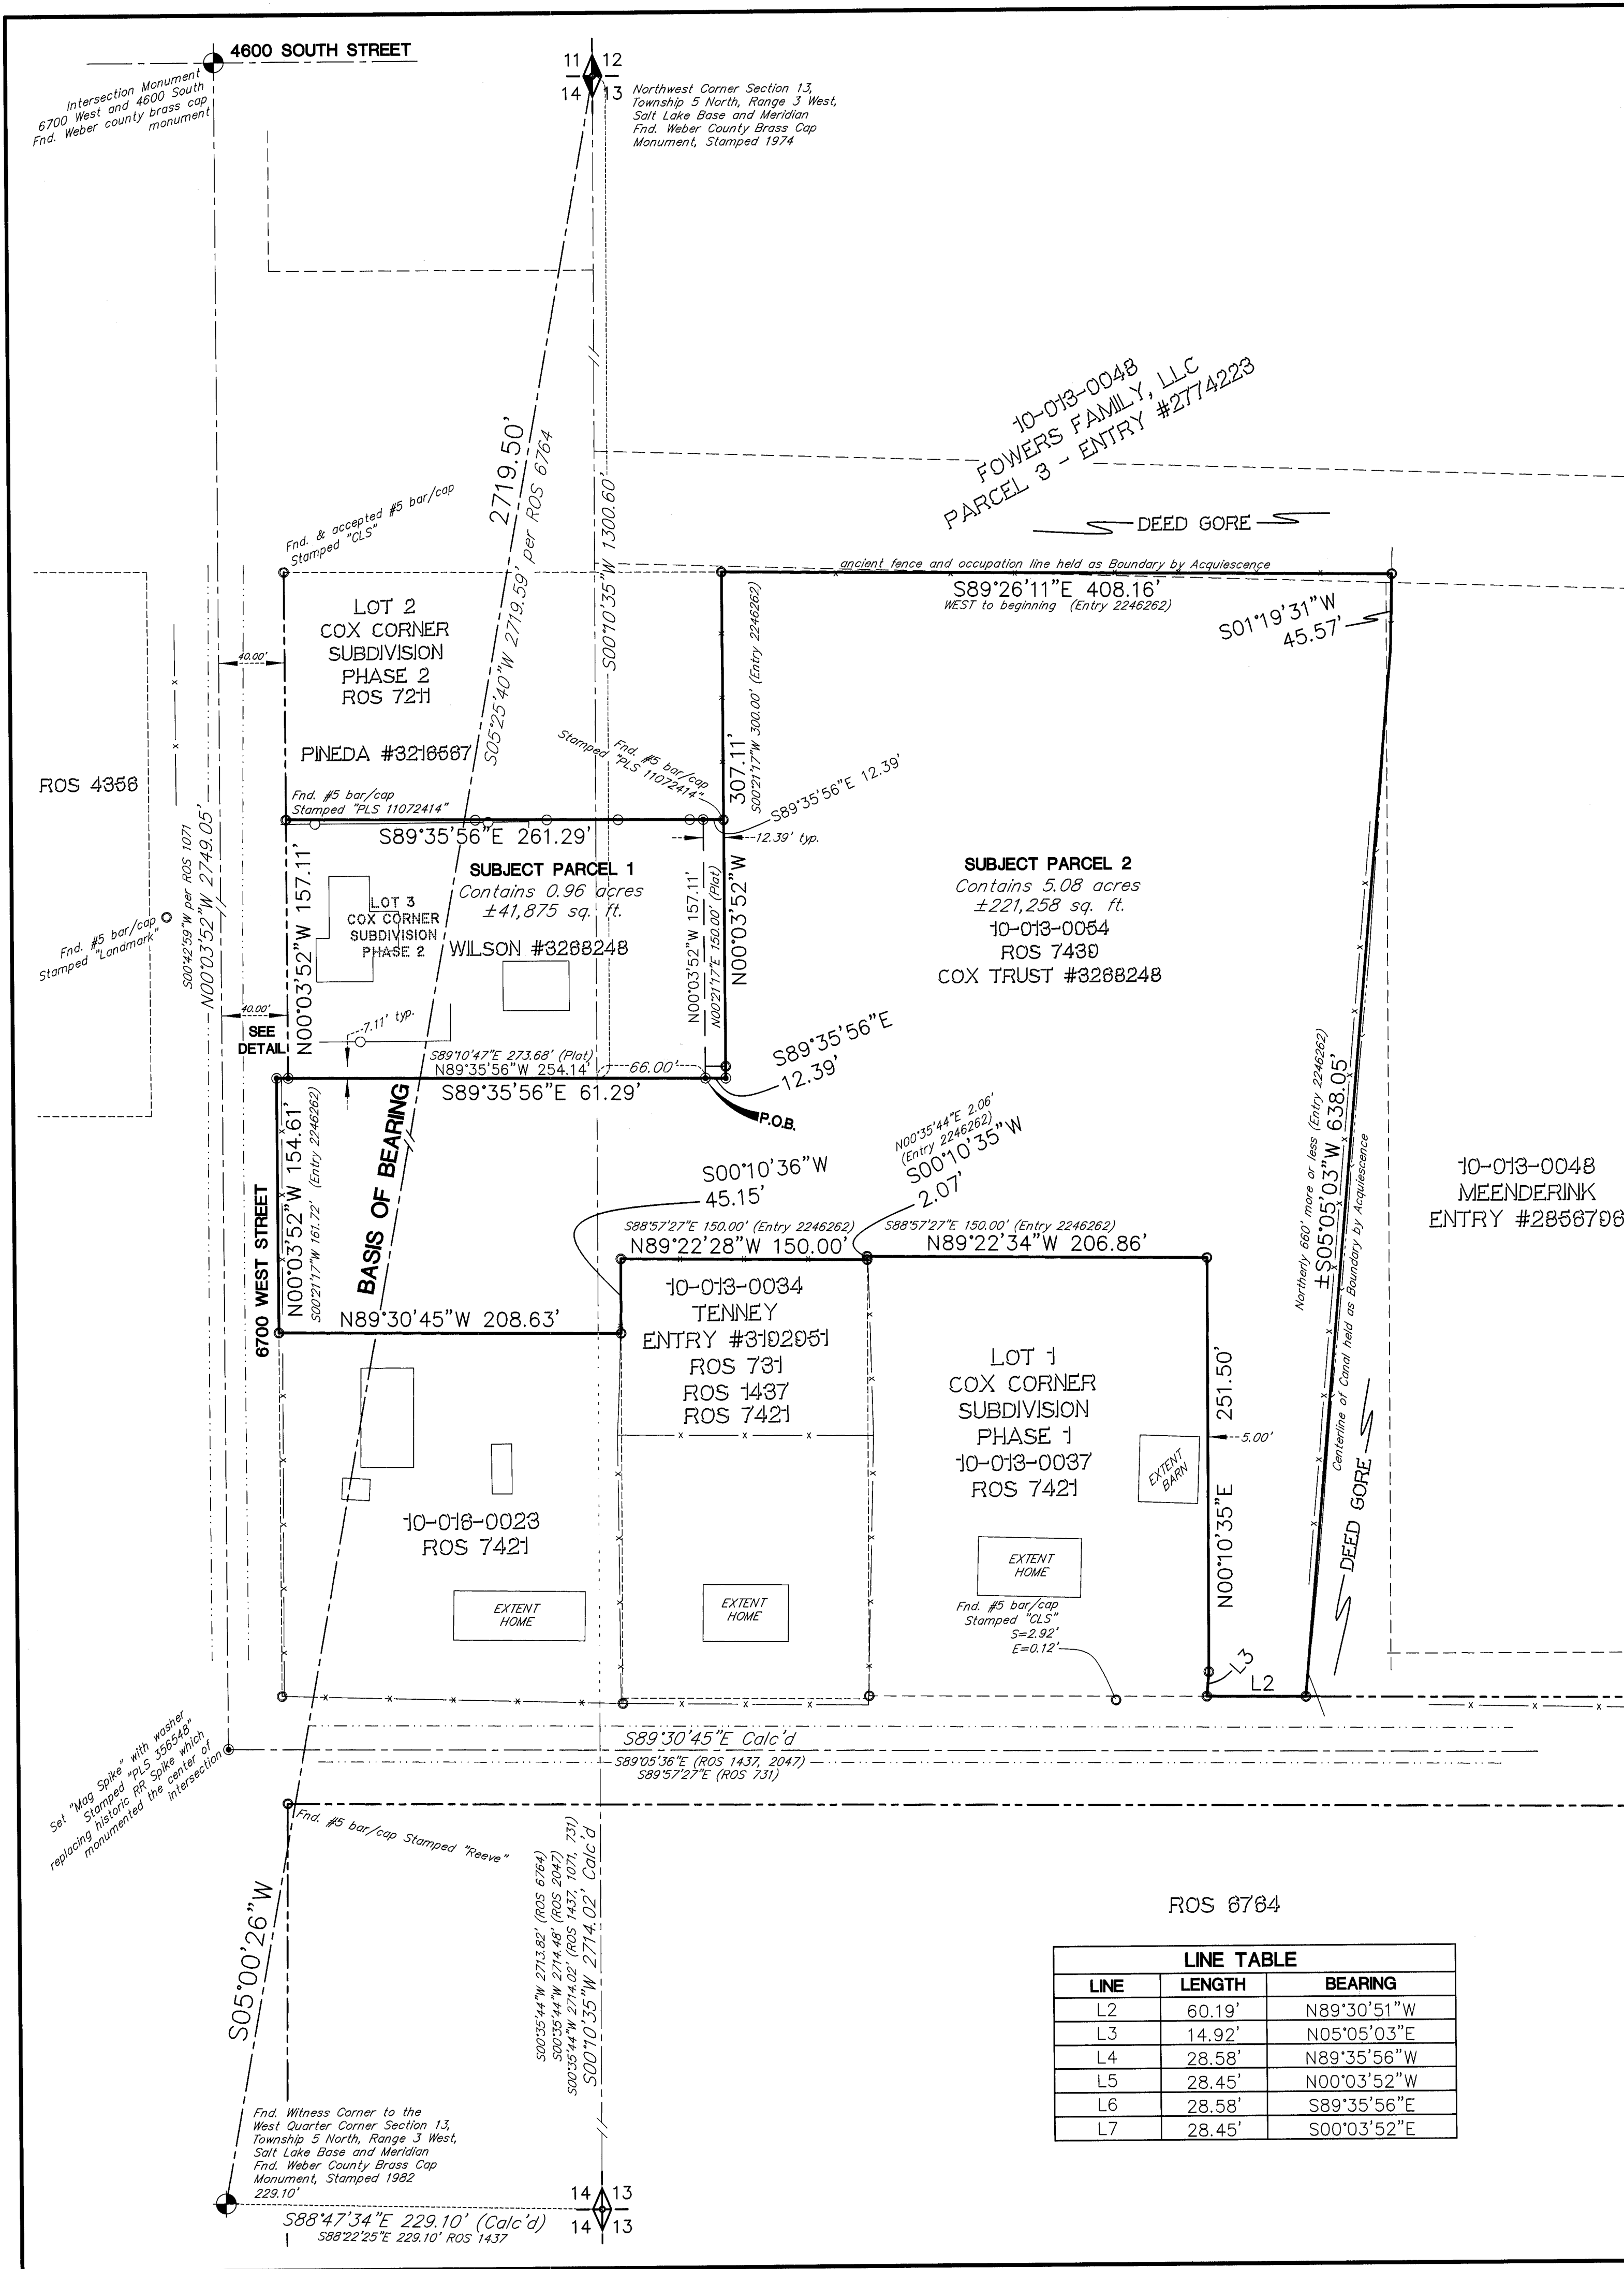 4600 SOUTH STREET
Intersection Monument
6700 West and 4600 South
Fnd. Weber county brass cap
monument
11 12
14 13
Northwest Corner Section 13,
Township 5 North, Range 3 West,
Salt Lake Base and Meridian
Fnd. Weber County Brass Cap
Monument, Stamped 1974
10-013-0048
FOWERS FAMILY, LLC
PARCEL 3 - ENTRY #2774223
DEED GORE
2719.50'
S05°25'40"W 2719.59' per ROS 6764
S00°10'35"W 1300.60'
Fnd. & accepted #5 bar/cap
Stamped "CLS"
ancient fence and occupation line held as Boundary by Acquiescence
S89°26'11"E 408.16'
WEST to beginning (Entry 2246262)
S01°19'31"W
45.57'
LOT 2
COX CORNER
SUBDIVISION
PHASE 2
ROS 7211
40.00'
PINEDA #3216567
ROS 4356
307.11'
S00°21'17"W 300.00' (Entry 2246262)
Fnd. #5 bar/cap
Stamped "PLS 11072414"
S89°35'56"E 12.39'
12.39' typ.
Fnd. #5 bar/cap
Stamped "PLS 11072414"
S89°35'56"E 261.29'
S00°42'59"W per ROS 1071
N00°03'52"W 2749.05'
Fnd. #5 bar/cap
Stamped "Landmark"
N00°03'52"W 157.11'
SUBJECT PARCEL 1
Contains 0.96 acres
±41,875 sq. ft.
LOT 3
COX CORNER
SUBDIVISION
PHASE 2
WILSON #3268248
N00°03'52"W 157.11'
N00°21'17"E 150.00' (Plat)
N00°03'52"W
SUBJECT PARCEL 2
Contains 5.08 acres
±221,258 sq. ft.
10-013-0054
ROS 7430
COX TRUST #3268248
40.00'
SEE
DETAIL
7.11' typ.
S89°10'47"E 273.68' (Plat)
N89°35'56"W 254.14'
66.00'
S89°35'56"E 61.29'
S89°35'56"E
12.39'
P.O.B.
6700 WEST STREET
N00°03'52"W 154.61'
S00°21'17"W 161.72' (Entry 2246262)
BASIS OF BEARING
N00°35'44"E 2.06'
(Entry 2246262)
S00°10'35"W
2.07'
S00°10'36"W
45.15'
S88°57'27"E 150.00' (Entry 2246262)
N89°22'28"W 150.00'
S88°57'27"E 150.00' (Entry 2246262)
N89°22'34"W 206.86'
N89°30'45"W 208.63'
Northerly 660' more or less (Entry 2246262)
±S05°05'03"W 638.05'
Centerline of Canal held as Boundary by Acquiescence
10-013-0048
MEENDERINK
ENTRY #2856796
10-013-0034
TENNEY
ENTRY #3102051
ROS 731
ROS 1437
ROS 7421
LOT 1
COX CORNER
SUBDIVISION
PHASE 1
10-013-0037
ROS 7421
EXTENT
BARN
5.00'
N00°10'35"E
251.50'
DEED GORE
10-016-0023
ROS 7421
EXTENT
HOME
EXTENT
HOME
EXTENT
HOME
Fnd. #5 bar/cap
Stamped "CLS"
S=2.92'
E=0.12'
L3
L2
S89°30'45"E Calc'd
S89°05'36"E (ROS 1437, 2047)
S89°57'27"E (ROS 731)
Set "Mag Spike" with washer
Stamped "PLS 356548"
replacing historic RR Spike which
monumented the center of
intersection
Fnd. #5 bar/cap Stamped "Reeve"
S05°00'26"W
S00°35'44"W 2713.82' (ROS 6764)
S00°35'44"W 2714.48' (ROS 2047)
S00°35'44"W 2714.02' (ROS 1437, 1071, 731)
S00°10'35"W 2714.02' Calc'd
ROS 6764
LINE TABLE
LINE LENGTH BEARING
L2 60.19' N89°30'51"W
L3 14.92' N05°05'03"E
L4 28.58' N89°35'56"W
L5 28.45' N00°03'52"W
L6 28.58' S89°35'56"E
L7 28.45' S00°03'52"E
Fnd. Witness Corner to the
West Quarter Corner Section 13,
Township 5 North, Range 3 West,
Salt Lake Base and Meridian
Fnd. Weber County Brass Cap
Monument, Stamped 1982
229.10'
14 13
14 13
S88°47'34"E 229.10' (Calc'd)
S88°22'25"E 229.10' ROS 1437